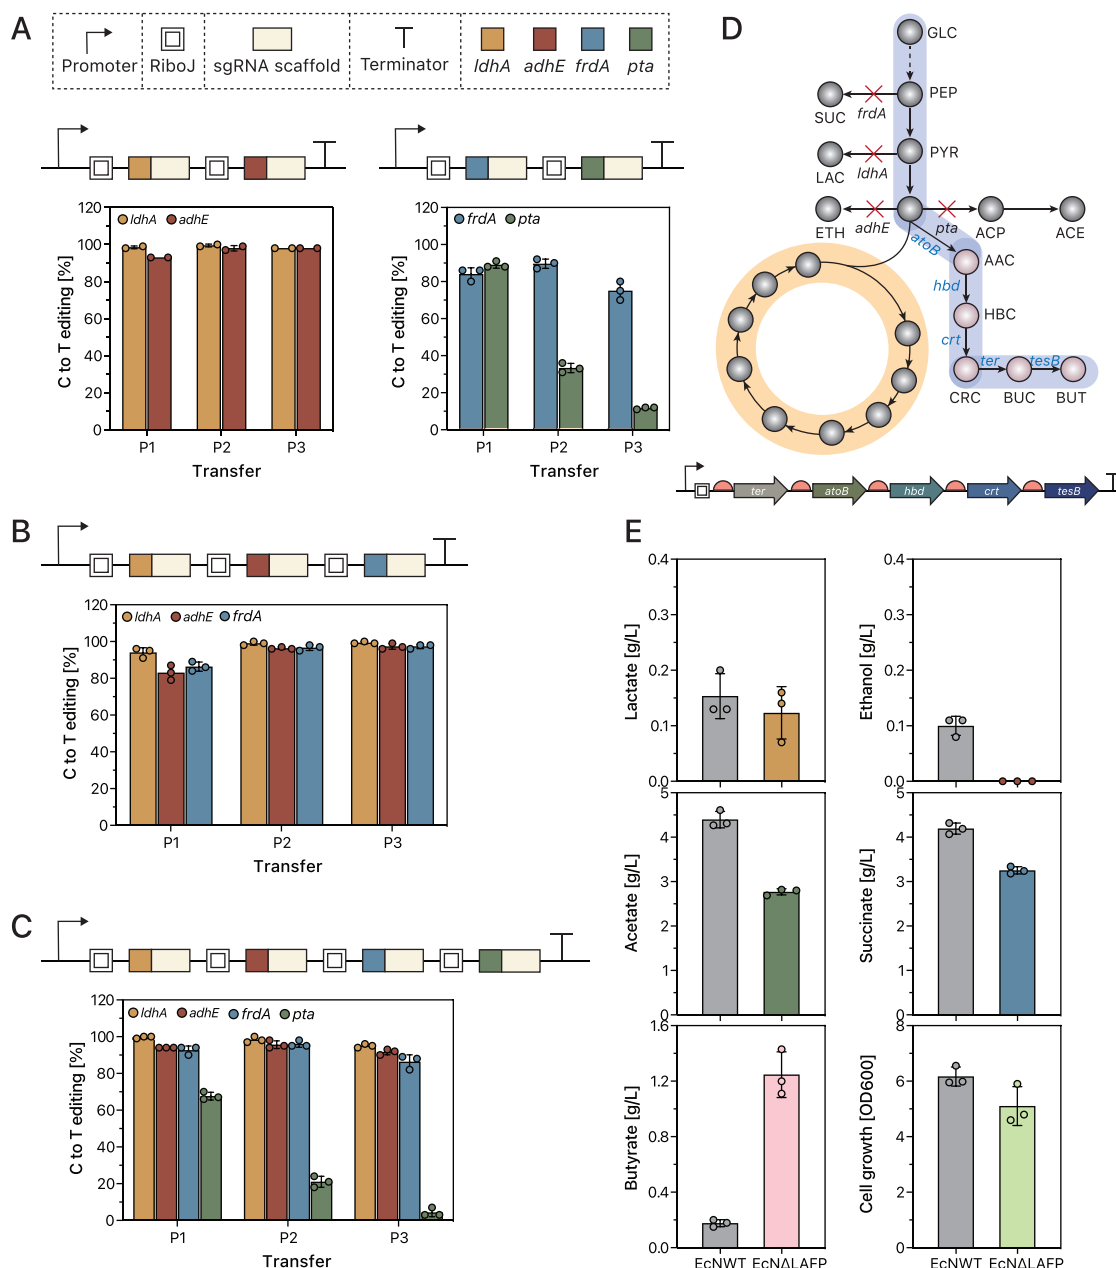 A
Promoter
RiboJ
sgRNA scaffold
Terminator
ldhA
adhE
frdA
pta
C to T editing [%]
120
100
80
60
40
20
0
ldhA
adhE
P1
P2
P3
Transfer
C to T editing [%]
120
100
80
60
40
20
0
frdA
pta
P1
P2
P3
Transfer
B
C to T editing [%]
120
100
80
60
40
20
0
ldhA
adhE
frdA
P1
P2
P3
Transfer
C
C to T editing [%]
120
100
80
60
40
20
0
ldhA
adhE
frdA
pta
P1
P2
P3
Transfer
D
GLC
PEP
SUC
frdA
PYR
LAC
ldhA
ETH
adhE
pta
ACP
ACE
atoB
AAC
hbd
HBC
crt
ter
tesB
CRC
BUC
BUT
ter
atoB
hbd
crt
tesB
E
Lactate [g/L]
0.4
0.3
0.2
0.1
0.0
Ethanol [g/L]
0.4
0.3
0.2
0.1
0.0
Acetate [g/L]
5
4
3
2
1
0
Succinate [g/L]
5
4
3
2
1
0
Butyrate [g/L]
1.6
1.2
0.8
0.4
0.0
EcNWT
EcNΔLAFP
Cell growth [OD600]
8
6
4
2
0
EcNWT
EcNΔLAFP